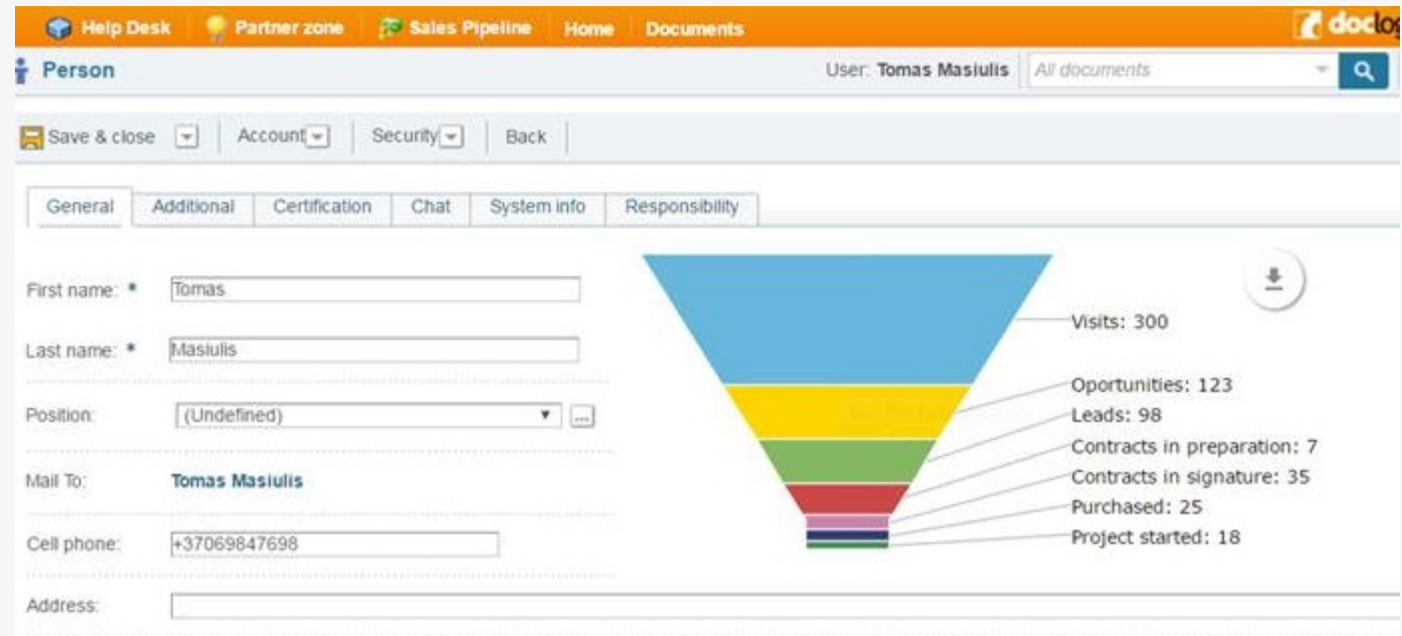 Help Desk Partner zone Sales Pipeline Home Documents
Person User: Tomas Masiulis All documents
Save & close Account Security Back
General Additional Certification Chat System info Responsibility
First name: * Tomas
Last name: * Masiulis
Position: (Undefined) ...
Mail To: Tomas Masiulis
Cell phone: +37069847698
Address:
Visits: 300
Oportunities: 123
Leads: 98
Contracts in preparation: 7
Contracts in signature: 35
Purchased: 25
Project started: 18